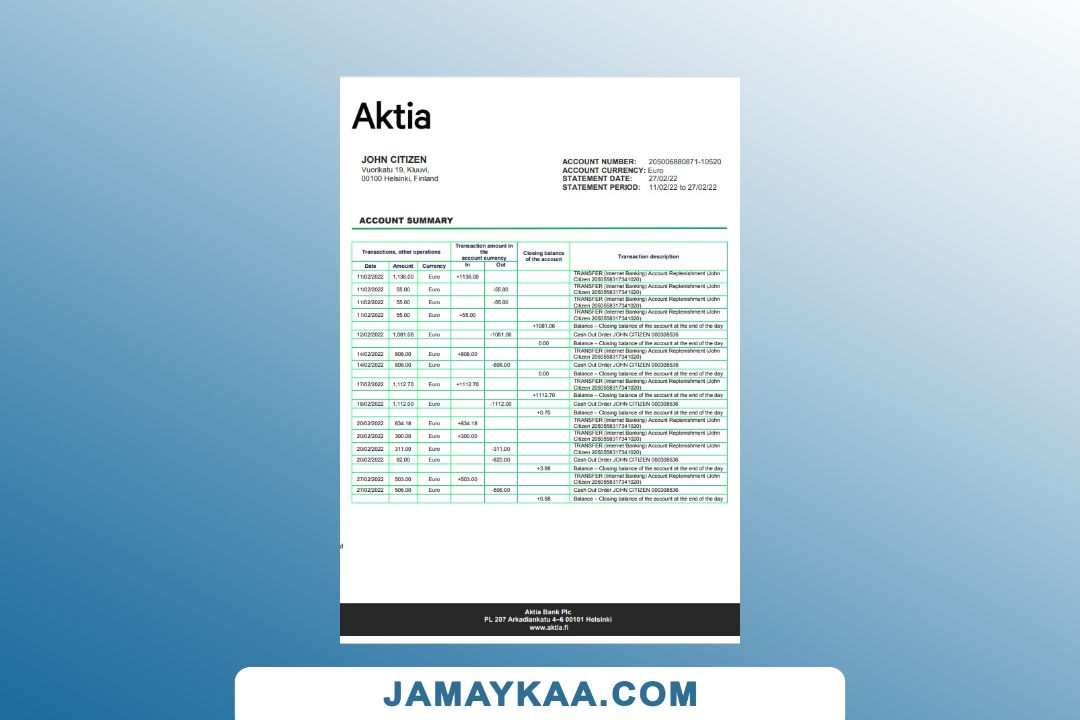 Aktia
JOHN CITIZEN
Vuorikatu 19, Kluuvi,
00100 Helsinki, Finland
ACCOUNT NUMBER: 205006880871-10520
ACCOUNT CURRENCY: Euro
STATEMENT DATE: 27/02/22
STATEMENT PERIOD: 11/02/22 to 27/02/22
ACCOUNT SUMMARY
Transactions, other operations
Transaction amount in
the
account currency
Closing balance
of the account
Transaction description
Date Amount Currency In Out
11/02/2022 1,136.00 Euro +1136.00 TRANSFER (Internet Banking) Account Replenishment (John
Citizen 2050558317341020)
11/02/2022 55.00 Euro -55.00 TRANSFER (Internet Banking) Account Replenishment (John
Citizen 2050558317341020)
11/02/2022 55.00 Euro -55.00 TRANSFER (Internet Banking) Account Replenishment (John
Citizen 2050558317341020)
11/02/2022 55.00 Euro +55.00 TRANSFER (Internet Banking) Account Replenishment (John
Citizen 2050558317341020)
+1081.06 Balance – Closing balance of the account at the end of the day
12/02/2022 1,081.06 Euro -1081.06 Cash Out Order JOHN CITIZEN 000308536
0.00 Balance – Closing balance of the account at the end of the day
14/02/2022 808.00 Euro +808.00 TRANSFER (Internet Banking) Account Replenishment (John
Citizen 2050558317341020)
14/02/2022 808.00 Euro -808.00 Cash Out Order JOHN CITIZEN 000308536
0.00 Balance – Closing balance of the account at the end of the day
17/02/2022 1,112.70 Euro +1112.70 TRANSFER (Internet Banking) Account Replenishment (John
Citizen 2050558317341020)
+1112.70 Balance – Closing balance of the account at the end of the day
18/02/2022 1,112.00 Euro -1112.00 Cash Out Order JOHN CITIZEN 000308536
+0.70 Balance – Closing balance of the account at the end of the day
20/02/2022 834.18 Euro +834.18 TRANSFER (Internet Banking) Account Replenishment (John
Citizen 2050558317341020)
20/02/2022 300.00 Euro +300.00 TRANSFER (Internet Banking) Account Replenishment (John
Citizen 2050558317341020)
20/02/2022 311.00 Euro -311.00 TRANSFER (Internet Banking) Account Replenishment (John
Citizen 2050558317341020)
20/02/2022 82.00 Euro -820.00 Cash Out Order JOHN CITIZEN 000308536
+3.88 Balance – Closing balance of the account at the end of the day
27/02/2022 503.00 Euro +503.00 TRANSFER (Internet Banking) Account Replenishment (John
Citizen 2050558317341020)
27/02/2022 506.00 Euro -506.00 Cash Out Order JOHN CITIZEN 000308536
+0.88 Balance – Closing balance of the account at the end of the day
d
Aktia Bank Plc
PL 207 Arkadiankatu 4–6 00101 Helsinki
www.aktia.fi
JAMAYKAA.COM